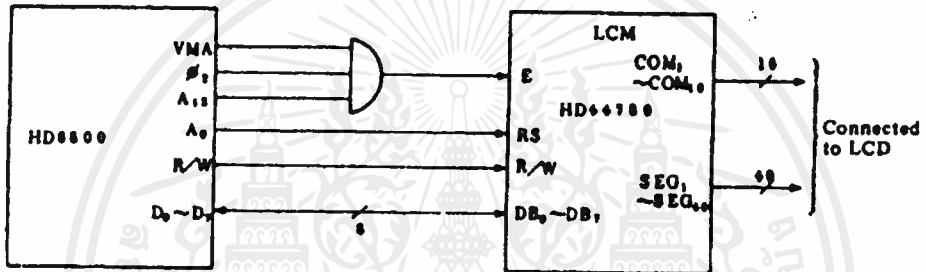 HD6800
VMA
φ₂
A₁₅
A₀
R/W
D₀~D₇
8
LCM
HD44780
E
RS
R/W
DB₀~DB₇
COM₁
~COM₁₆
SEG₁
~SEG₄₀
16
40
Connected
to LCD